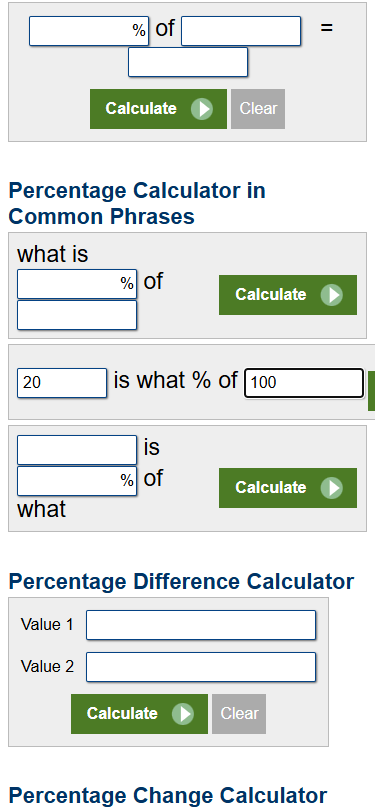 % of =
Calculate Clear
Percentage Calculator in
Common Phrases
what is
% of
Calculate
20 is what % of 100
is
% of
Calculate
what
Percentage Difference Calculator
Value 1
Value 2
Calculate Clear
Percentage Change Calculator